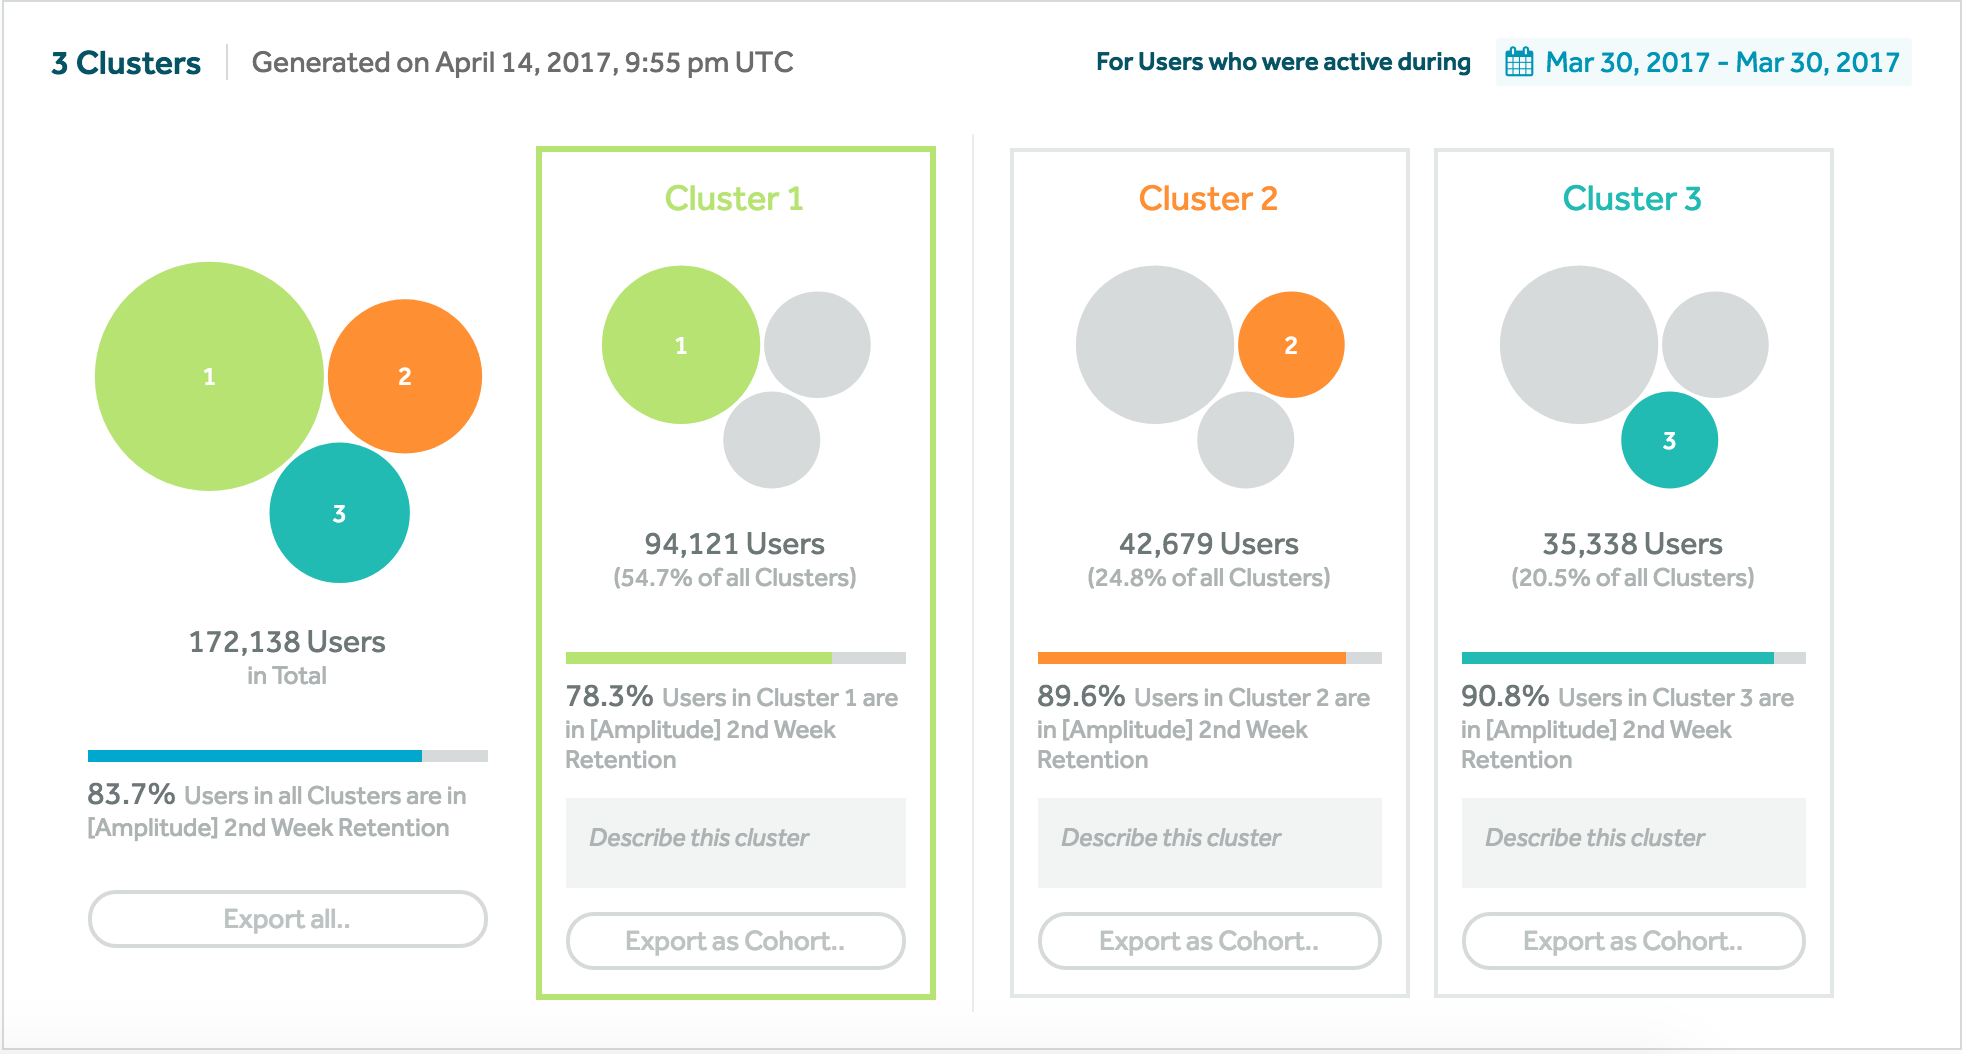 3 Clusters
Generated on April 14, 2017, 9:55 pm UTC
For Users who were active during
Mar 30, 2017 - Mar 30, 2017
1
2
3
172,138 Users
in Total
83.7% Users in all Clusters are in
[Amplitude] 2nd Week Retention
Export all..
Cluster 1
1
94,121 Users
(54.7% of all Clusters)
78.3% Users in Cluster 1 are
in [Amplitude] 2nd Week
Retention
Describe this cluster
Export as Cohort..
Cluster 2
2
42,679 Users
(24.8% of all Clusters)
89.6% Users in Cluster 2 are
in [Amplitude] 2nd Week
Retention
Describe this cluster
Export as Cohort..
Cluster 3
3
35,338 Users
(20.5% of all Clusters)
90.8% Users in Cluster 3 are
in [Amplitude] 2nd Week
Retention
Describe this cluster
Export as Cohort..